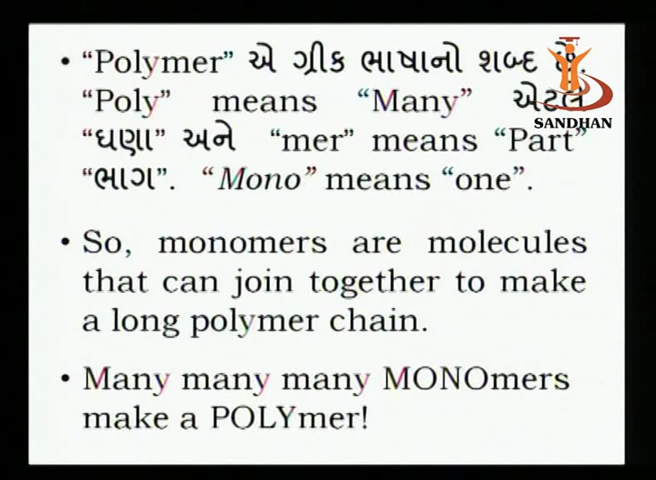 • “Polymer” એ ગ્રીક ભાષાનો શબ્દ છે.
“Poly” means “Many” એટલે
“ઘણા” અને “mer” means “Part”
“ભાગ”. “Mono” means “one”.
• So, monomers are molecules
that can join together to make
a long polymer chain.
• Many many many MONOmers
make a POLYmer!
SANDHAN